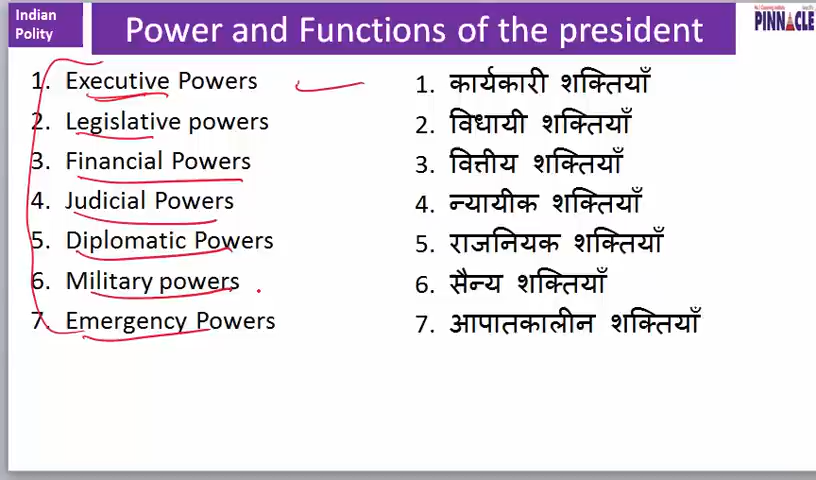 Indian
Polity
Power and Functions of the president
PINNACLE
1. Executive Powers
2. Legislative powers
3. Financial Powers
4. Judicial Powers
5. Diplomatic Powers
6. Military powers
7. Emergency Powers
1. कार्यकारी शक्तियाँ
2. विधायी शक्तियाँ
3. वित्तीय शक्तियाँ
4. न्यायीक शक्तियाँ
5. राजनियक शक्तियाँ
6. सैन्य शक्तियाँ
7. आपातकालीन शक्तियाँ